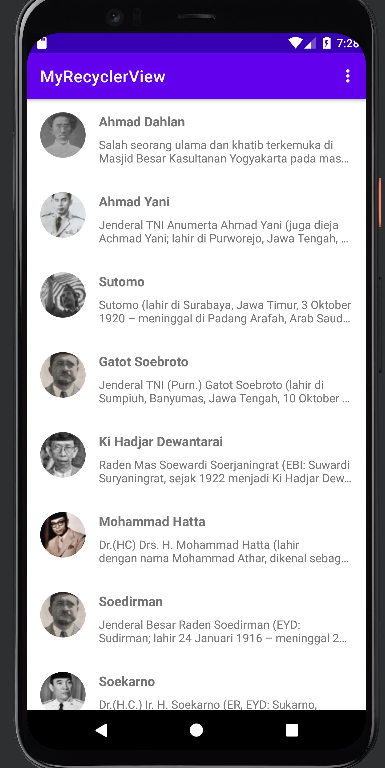 7:28
MyRecyclerView
Ahmad Dahlan
Salah seorang ulama dan khatib terkemuka di
Masjid Besar Kasultanan Yogyakarta pada mas...
Ahmad Yani
Jenderal TNI Anumerta Ahmad Yani (juga dieja
Achmad Yani; lahir di Purworejo, Jawa Tengah, ...
Sutomo
Sutomo (lahir di Surabaya, Jawa Timur, 3 Oktober
1920 – meninggal di Padang Arafah, Arab Saud...
Gatot Soebroto
Jenderal TNI (Purn.) Gatot Soebroto (lahir di
Sumpiuh, Banyumas, Jawa Tengah, 10 Oktober ...
Ki Hadjar Dewantarai
Raden Mas Soewardi Soerjaningrat (EBI: Suwardi
Suryaningrat, sejak 1922 menjadi Ki Hadjar Dew...
Mohammad Hatta
Dr.(HC) Drs. H. Mohammad Hatta (lahir
dengan nama Mohammad Athar, dikenal sebag...
Soedirman
Jenderal Besar Raden Soedirman (EYD:
Sudirman; lahir 24 Januari 1916 – meninggal 2...
Soekarno
Dr.(H.C.) Ir. H. Soekarno (ER, EYD: Sukarno,